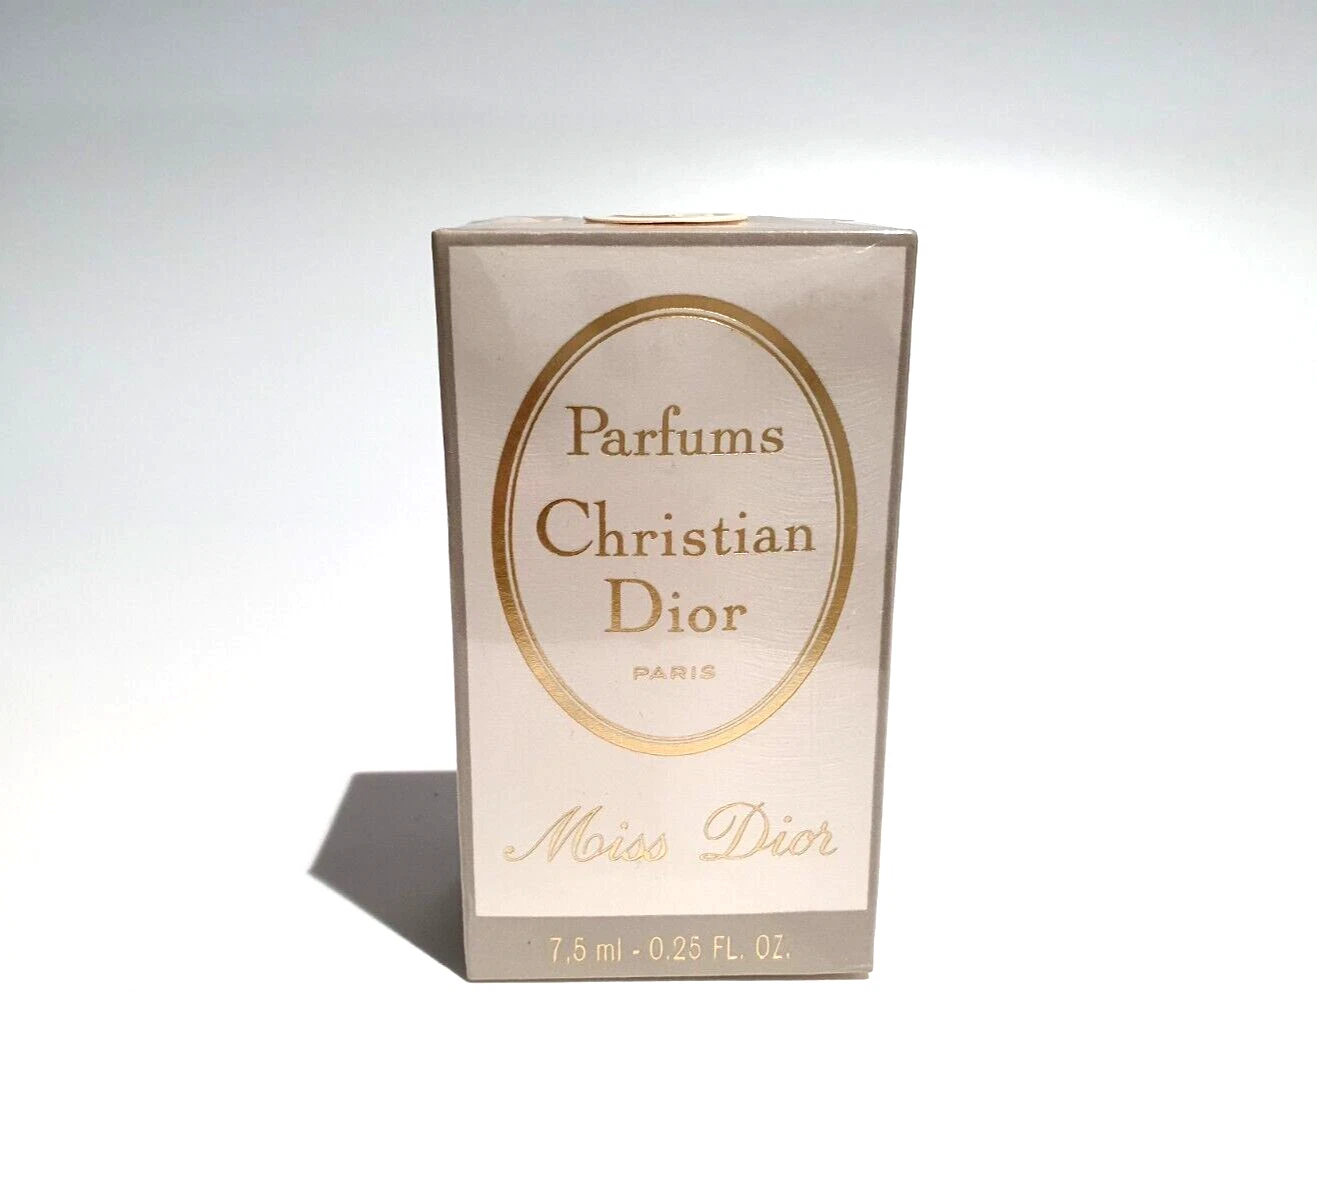 Parfums
Christian
Dior
PARIS
Miss Dior
7,5 ml - 0.25 FL. OZ.